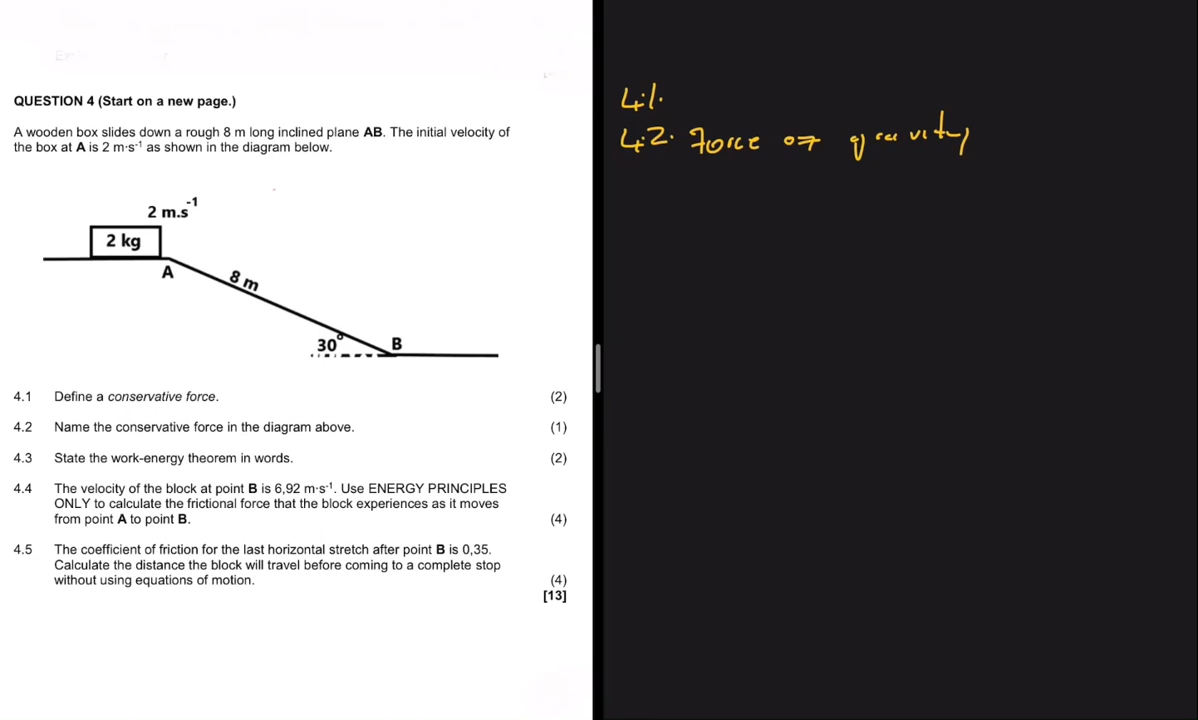 QUESTION 4 (Start on a new page.)
A wooden box slides down a rough 8 m long inclined plane AB. The initial velocity of
the box at A is 2 m·s⁻¹ as shown in the diagram below.
2 m.s⁻¹
2 kg
A
8 m
30°
B
4.1 Define a conservative force. (2)
4.2 Name the conservative force in the diagram above. (1)
4.3 State the work-energy theorem in words. (2)
4.4 The velocity of the block at point B is 6,92 m·s⁻¹. Use ENERGY PRINCIPLES
ONLY to calculate the frictional force that the block experiences as it moves
from point A to point B. (4)
4.5 The coefficient of friction for the last horizontal stretch after point B is 0,35.
Calculate the distance the block will travel before coming to a complete stop
without using equations of motion. (4)
[13]
4.1.
4.2. Force of gravity